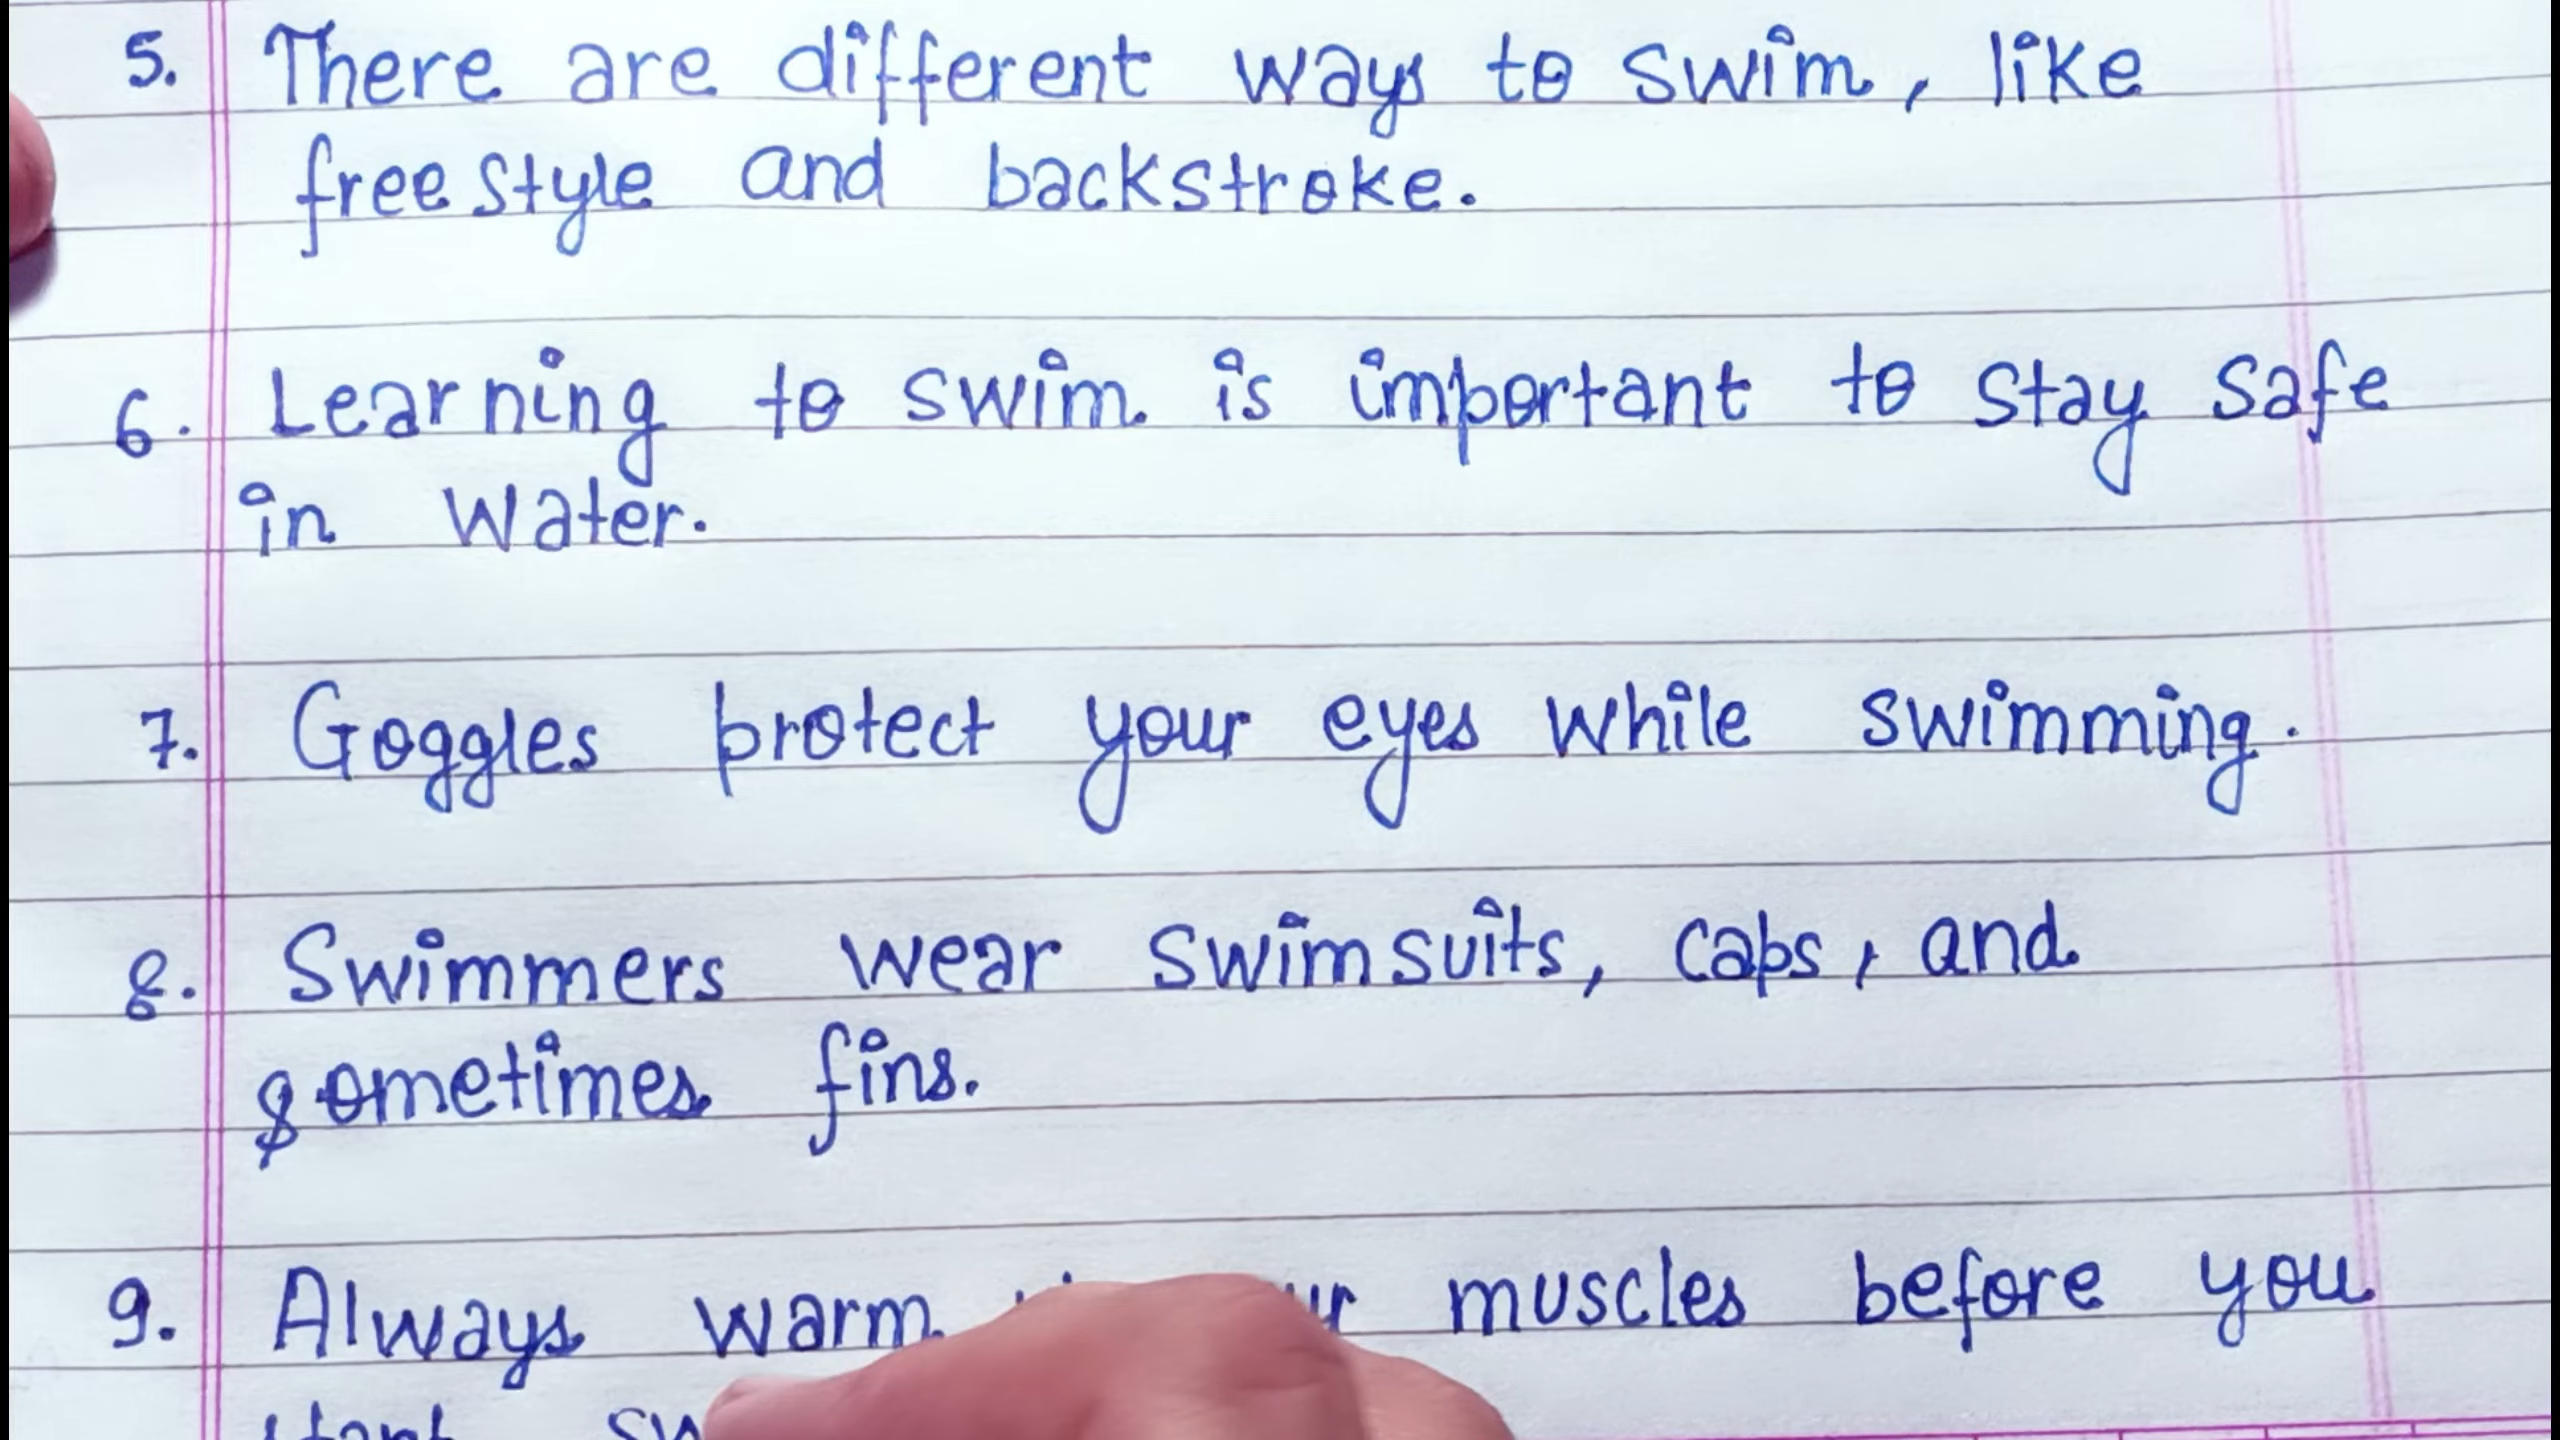 5. There are different ways to swim, like
freestyle and backstroke.
6. Learning to swim is important to stay safe
in water.
7. Goggles protect your eyes while swimming.
8. Swimmers wear swimsuits, caps, and
sometimes fins.
9. Always warm muscles before you
start